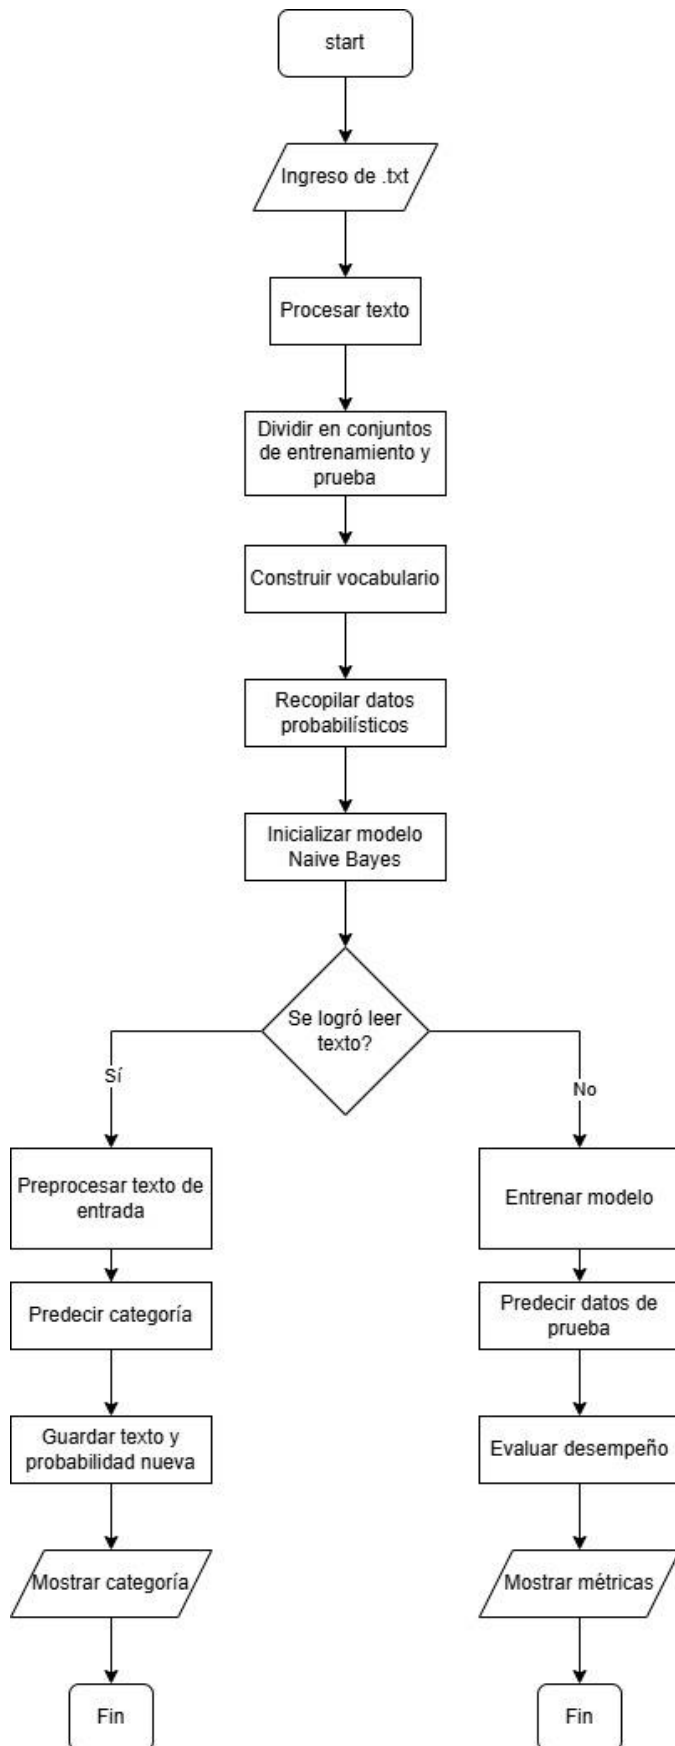 start
Ingreso de .txt
Procesar texto
Dividir en conjuntos
de entrenamiento y
prueba
Construir vocabulario
Recopilar datos
probabilísticos
Inicializar modelo
Naive Bayes
Se logró leer
texto?
Sí
No
Preprocesar texto de
entrada
Entrenar modelo
Predecir categoría
Predecir datos de
prueba
Guardar texto y
probabilidad nueva
Evaluar desempeño
Mostrar categoría
Mostrar métricas
Fin
Fin